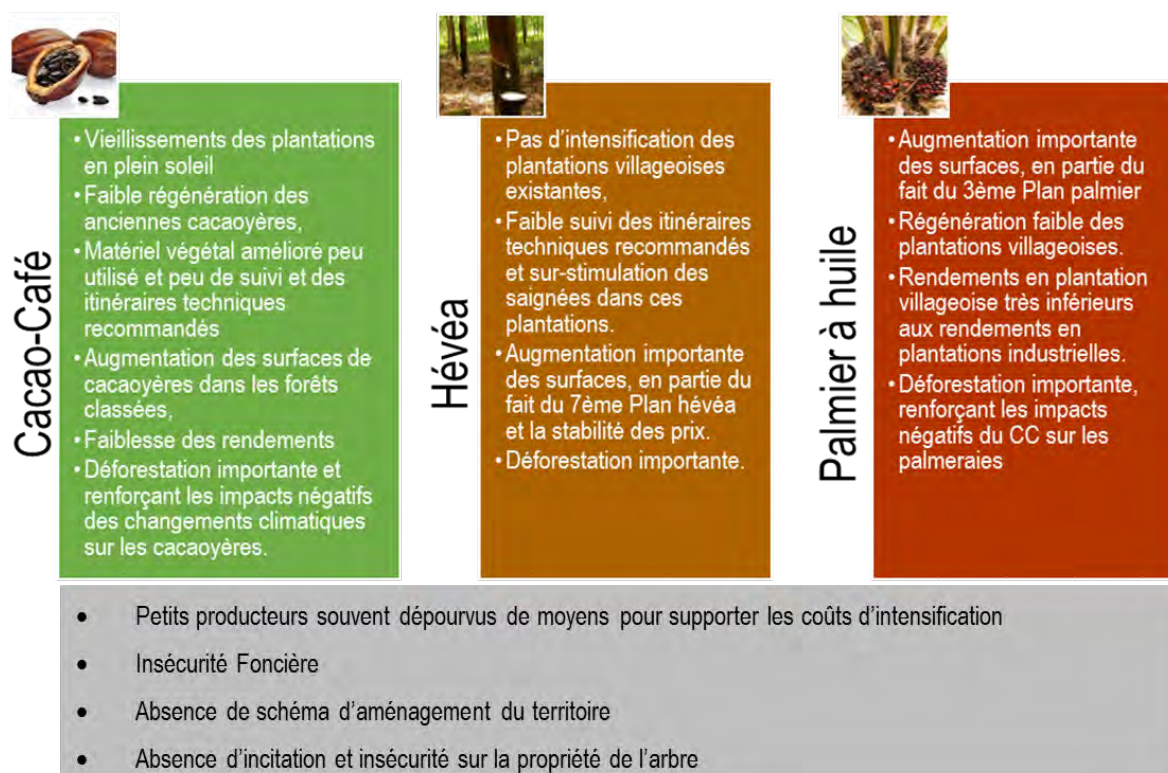 Cacao-Café
• Vieillissements des plantations
en plein soleil
• Faible régénération des
anciennes cacaoyères,
• Matériel végétal amélioré peu
utilisé et peu de suivi et des
itinéraires techniques
recommandés
• Augmentation des surfaces de
cacaoyères dans les forêts
classées,
• Faiblesse des rendements
• Déforestation importante et
renforçant les impacts négatifs
des changements climatiques
sur les cacaoyères.
Hévéa
• Pas d'intensification des
plantations villageoises
existantes,
• Faible suivi des itinéraires
techniques recommandés
et sur-stimulation des
saignées dans ces
plantations.
• Augmentation importante
des surfaces, en partie du
fait du 7ème Plan hévéa
et la stabilité des prix.
• Déforestation importante.
Palmier à huile
• Augmentation importante
des surfaces, en partie du
fait du 3ème Plan palmier
• Régénération faible des
plantations villageoises.
• Rendements en plantation
villageoise très inférieurs
aux rendements en
plantations industrielles.
• Déforestation importante,
renforçant les impacts
négatifs du CC sur les
palmeraies
• Petits producteurs souvent dépourvus de moyens pour supporter les coûts d'intensification
• Insécurité Foncière
• Absence de schéma d'aménagement du territoire
• Absence d'incitation et insécurité sur la propriété de l'arbre